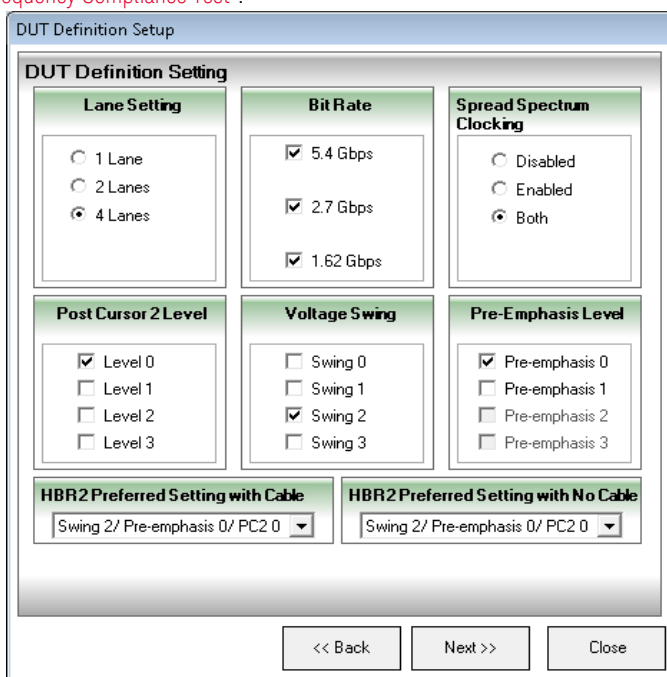 equency Compliance Test".
DUT Definition Setup
DUT Definition Setting
Lane Setting
1 Lane
2 Lanes
4 Lanes
Bit Rate
5.4 Gbps
2.7 Gbps
1.62 Gbps
Spread Spectrum
Clocking
Disabled
Enabled
Both
Post Cursor 2 Level
Level 0
Level 1
Level 2
Level 3
Voltage Swing
Swing 0
Swing 1
Swing 2
Swing 3
Pre-Emphasis Level
Pre-emphasis 0
Pre-emphasis 1
Pre-emphasis 2
Pre-emphasis 3
HBR2 Preferred Setting with Cable
Swing 2/ Pre-emphasis 0/ PC2 0
HBR2 Preferred Setting with No Cable
Swing 2/ Pre-emphasis 0/ PC2 0
<< Back
Next >>
Close